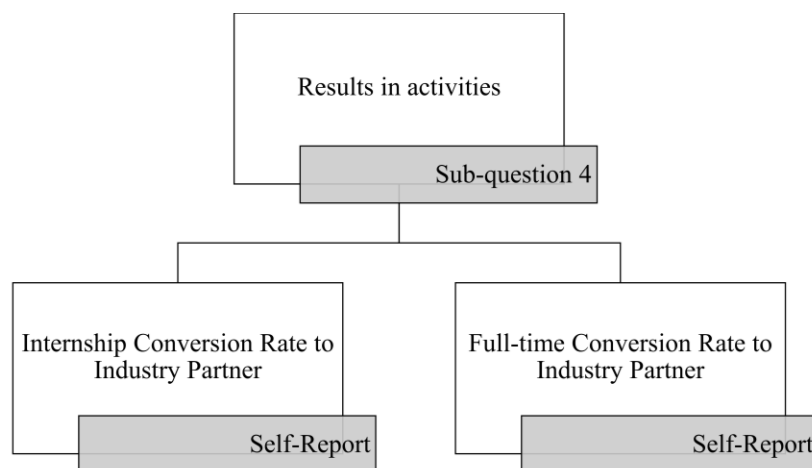 Results in activities
Sub-question 4
Internship Conversion Rate to
Industry Partner
Self-Report
Full-time Conversion Rate to
Industry Partner
Self-Report